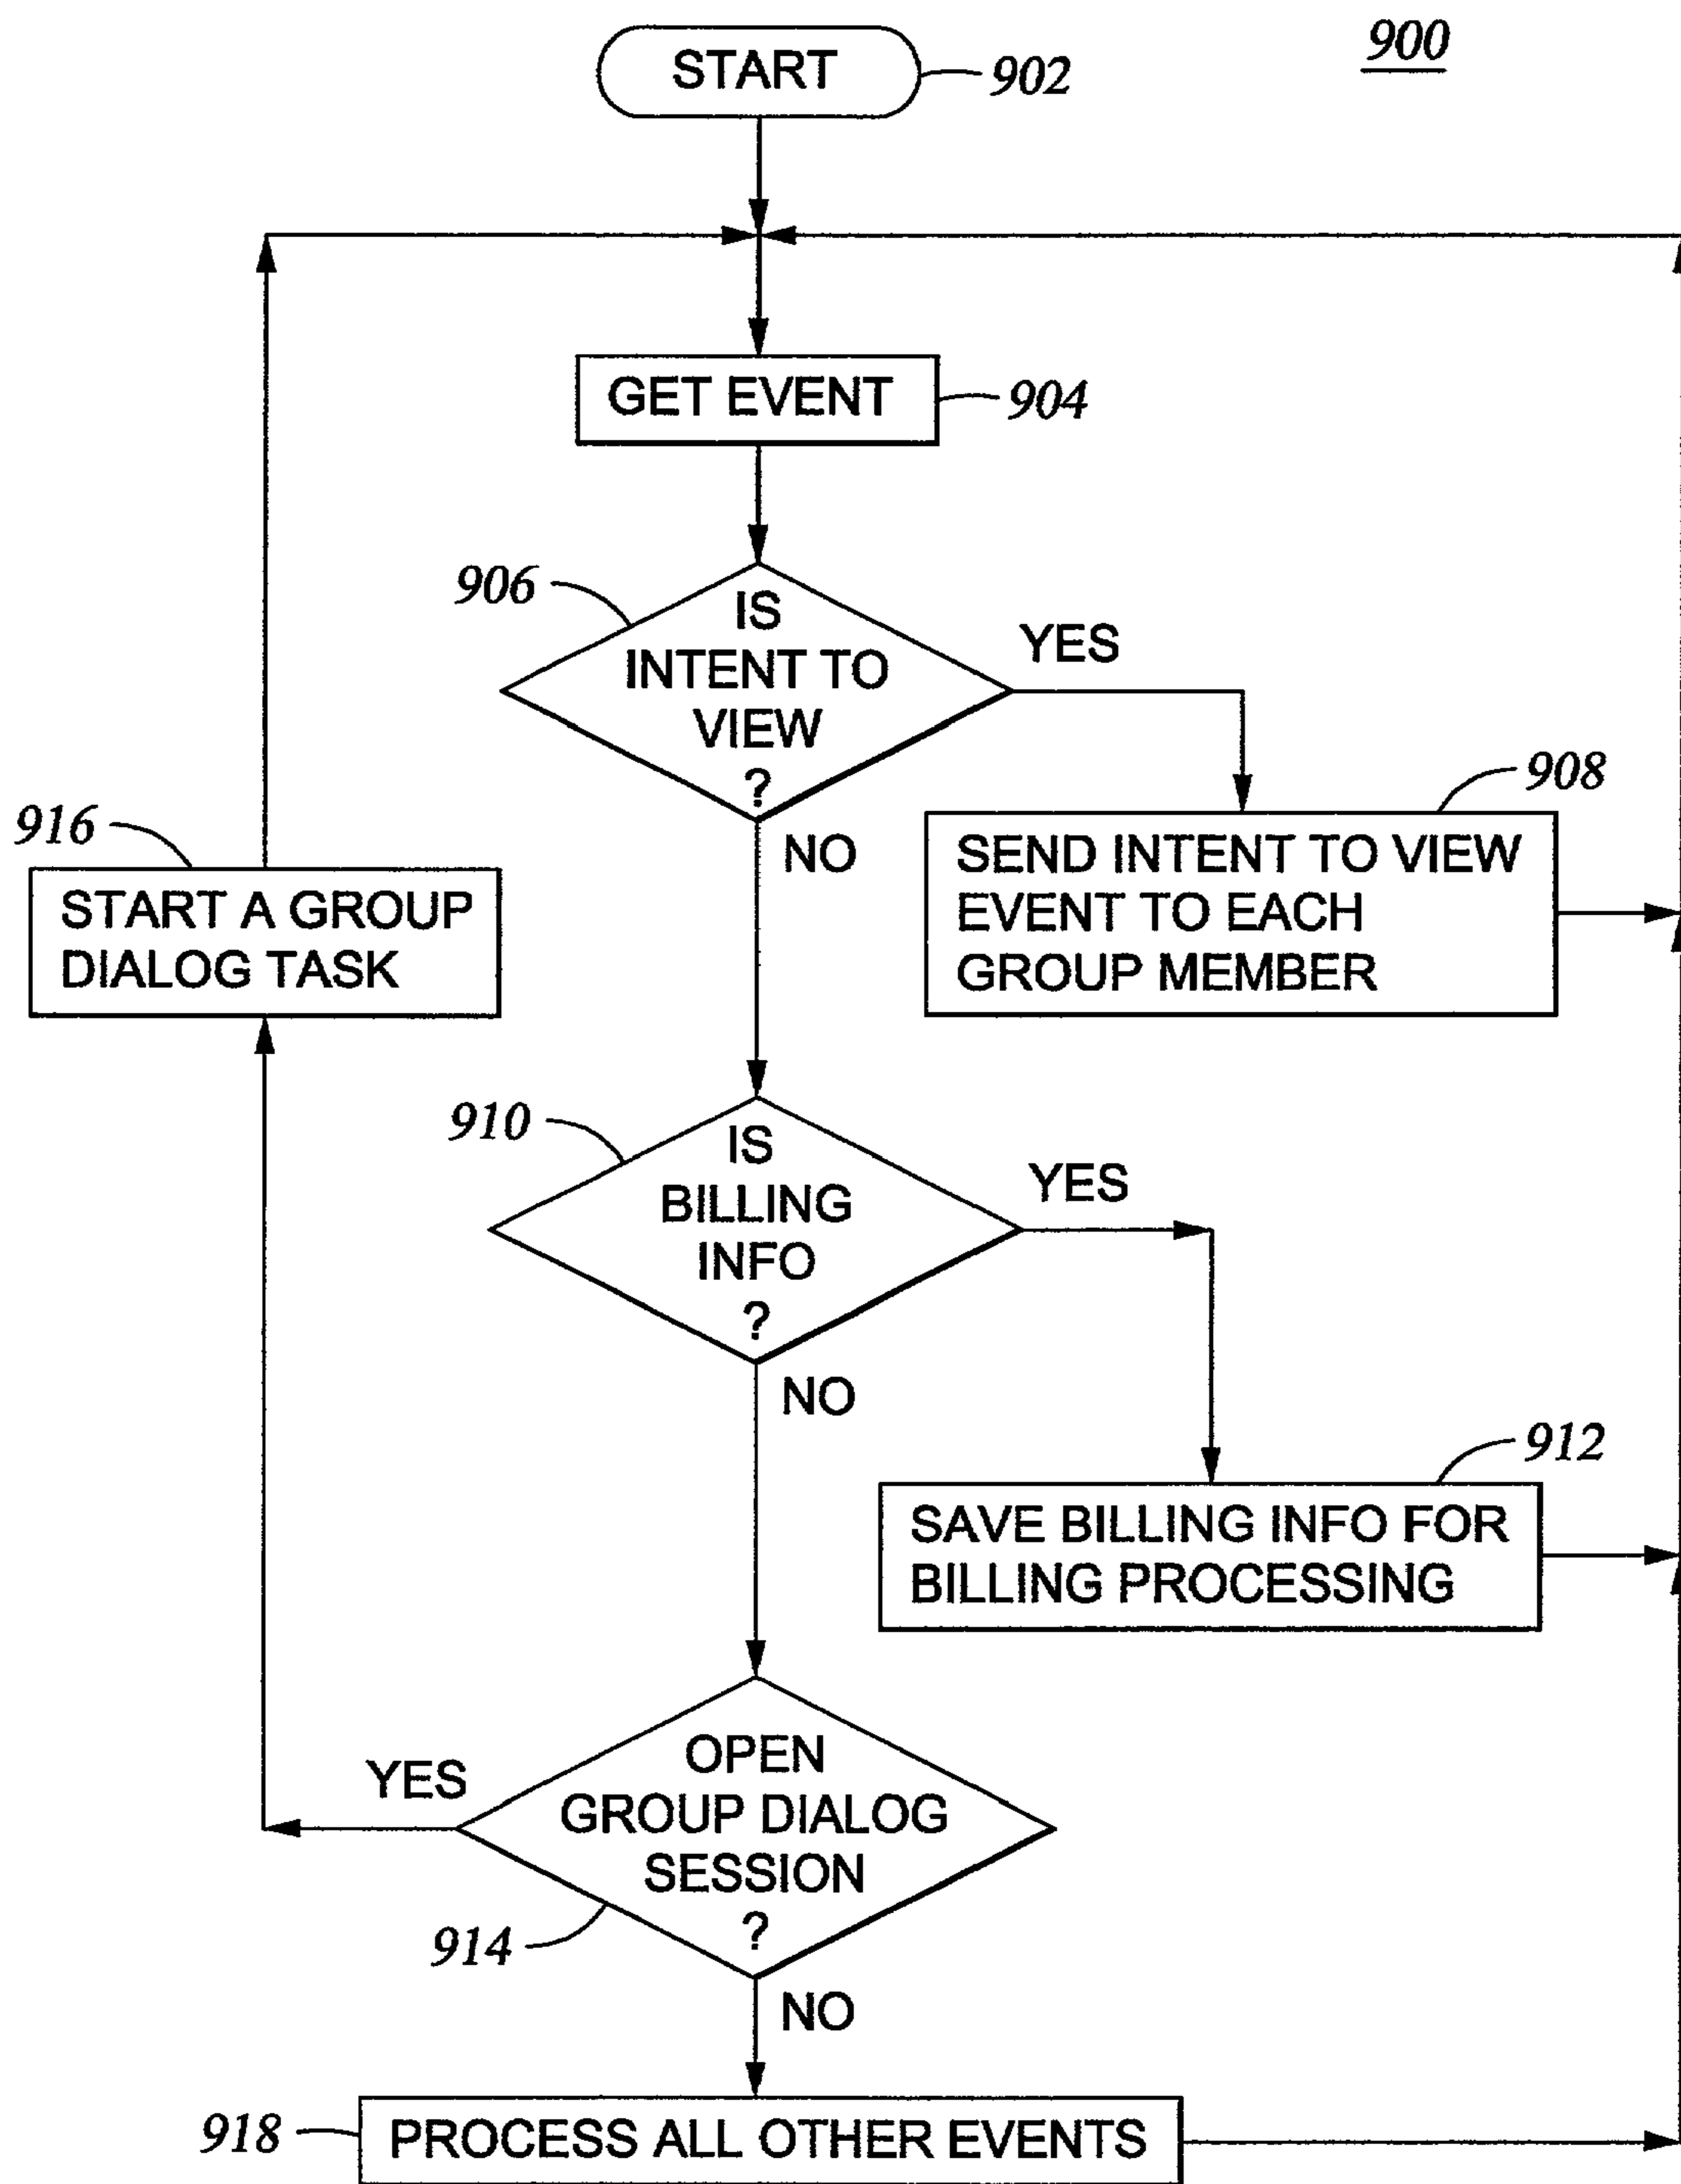 900
START
902
GET EVENT
904
906
IS
INTENT TO
VIEW
?
YES
NO
908
SEND INTENT TO VIEW
EVENT TO EACH
GROUP MEMBER
916
START A GROUP
DIALOG TASK
910
IS
BILLING
INFO
?
YES
NO
912
SAVE BILLING INFO FOR
BILLING PROCESSING
OPEN
GROUP DIALOG
SESSION
?
YES
914
NO
918
PROCESS ALL OTHER EVENTS